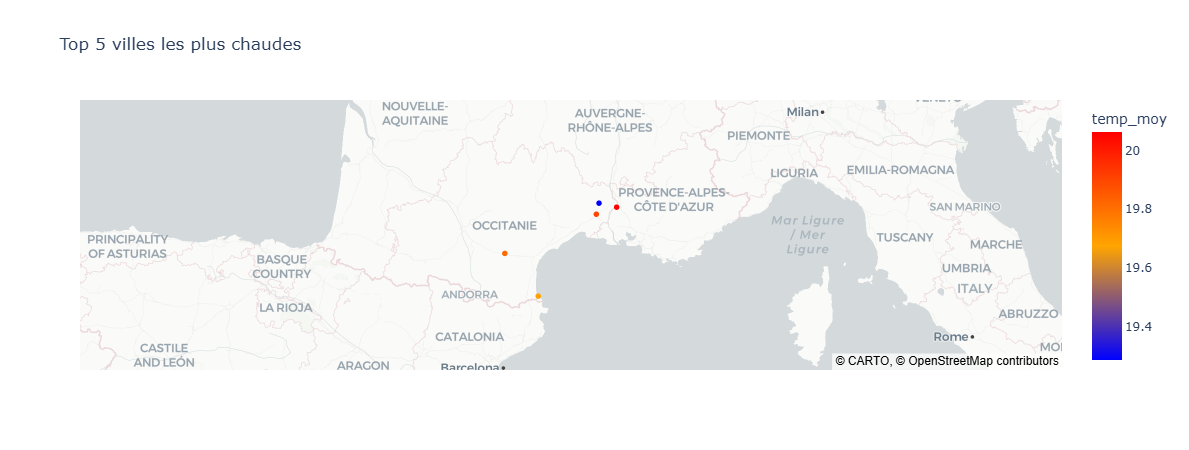 Top 5 villes les plus chaudes
NOUVELLE-
AQUITAINE
AUVERGNE-
RHÔNE-ALPES
Milan
PIEMONTE
LIGURIA
EMILIA-ROMAGNA
PROVENCE-ALPES-
CÔTE D'AZUR
SAN MARINO
OCCITANIE
Mar Ligure
/ Mer
Ligure
TUSCANY
MARCHE
PRINCIPALITY
OF ASTURIAS
BASQUE
COUNTRY
UMBRIA
ITALY
ANDORRA
LA RIOJA
ABRUZZO
CATALONIA
Rome
CASTILE
AND LEÓN
ARAGON
Barcelona
© CARTO, © OpenStreetMap contributors
temp_moy
20
19.8
19.6
19.4